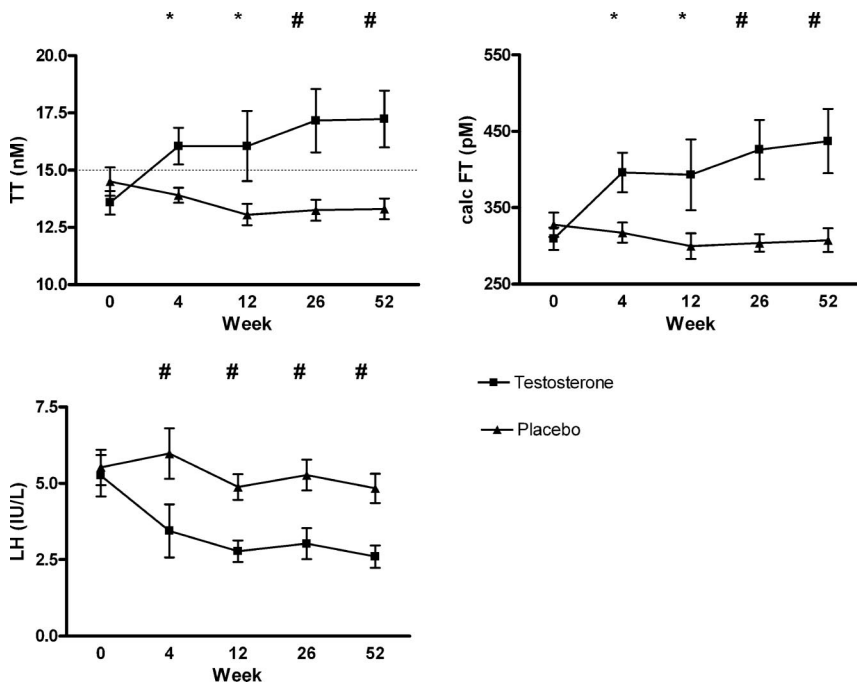 * * # #
20.0
17.5
15.0
12.5
10.0
TT (nM)
0 4 12 26 52
Week
* * # #
550
450
350
250
calc FT (pM)
0 4 12 26 52
Week
# # # #
7.5
5.0
2.5
0.0
LH (IU/L)
0 4 12 26 52
Week
Testosterone
Placebo